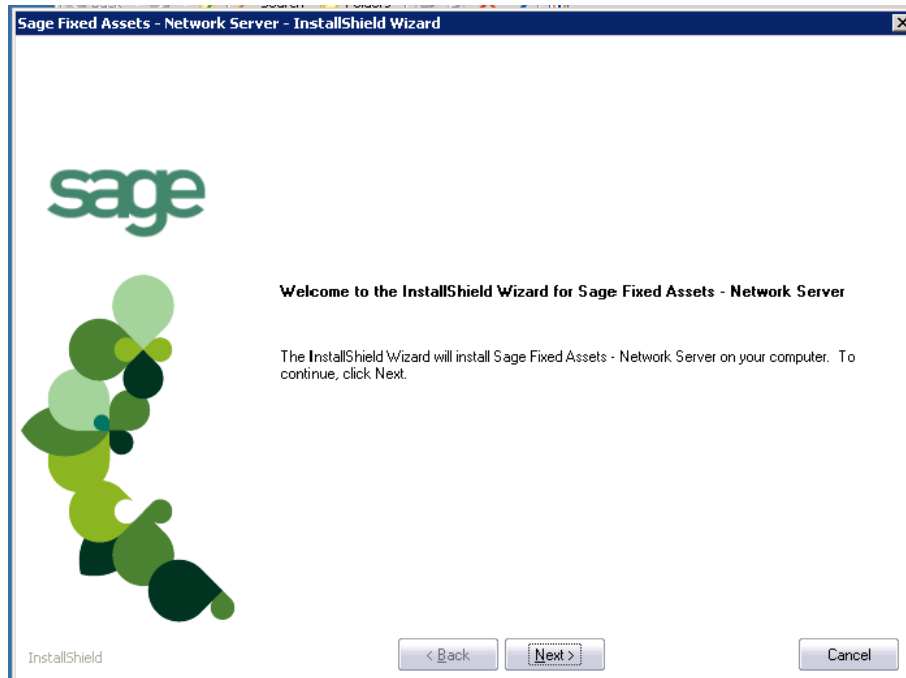 Sage Fixed Assets - Network Server - InstallShield Wizard
sage
Welcome to the InstallShield Wizard for Sage Fixed Assets - Network Server
The InstallShield Wizard will install Sage Fixed Assets - Network Server on your computer. To
continue, click Next.
InstallShield
< Back
Next >
Cancel